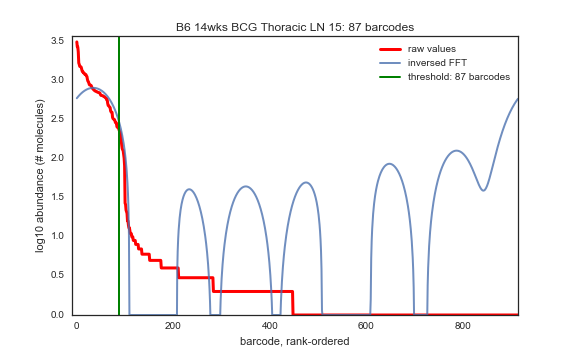 B6 14wks BCG Thoracic LN 15: 87 barcodes
raw values
inversed FFT
threshold: 87 barcodes
log10 abundance (# molecules)
3.5
3.0
2.5
2.0
1.5
1.0
0.5
0.0
0 200 400 600 800
barcode, rank-ordered